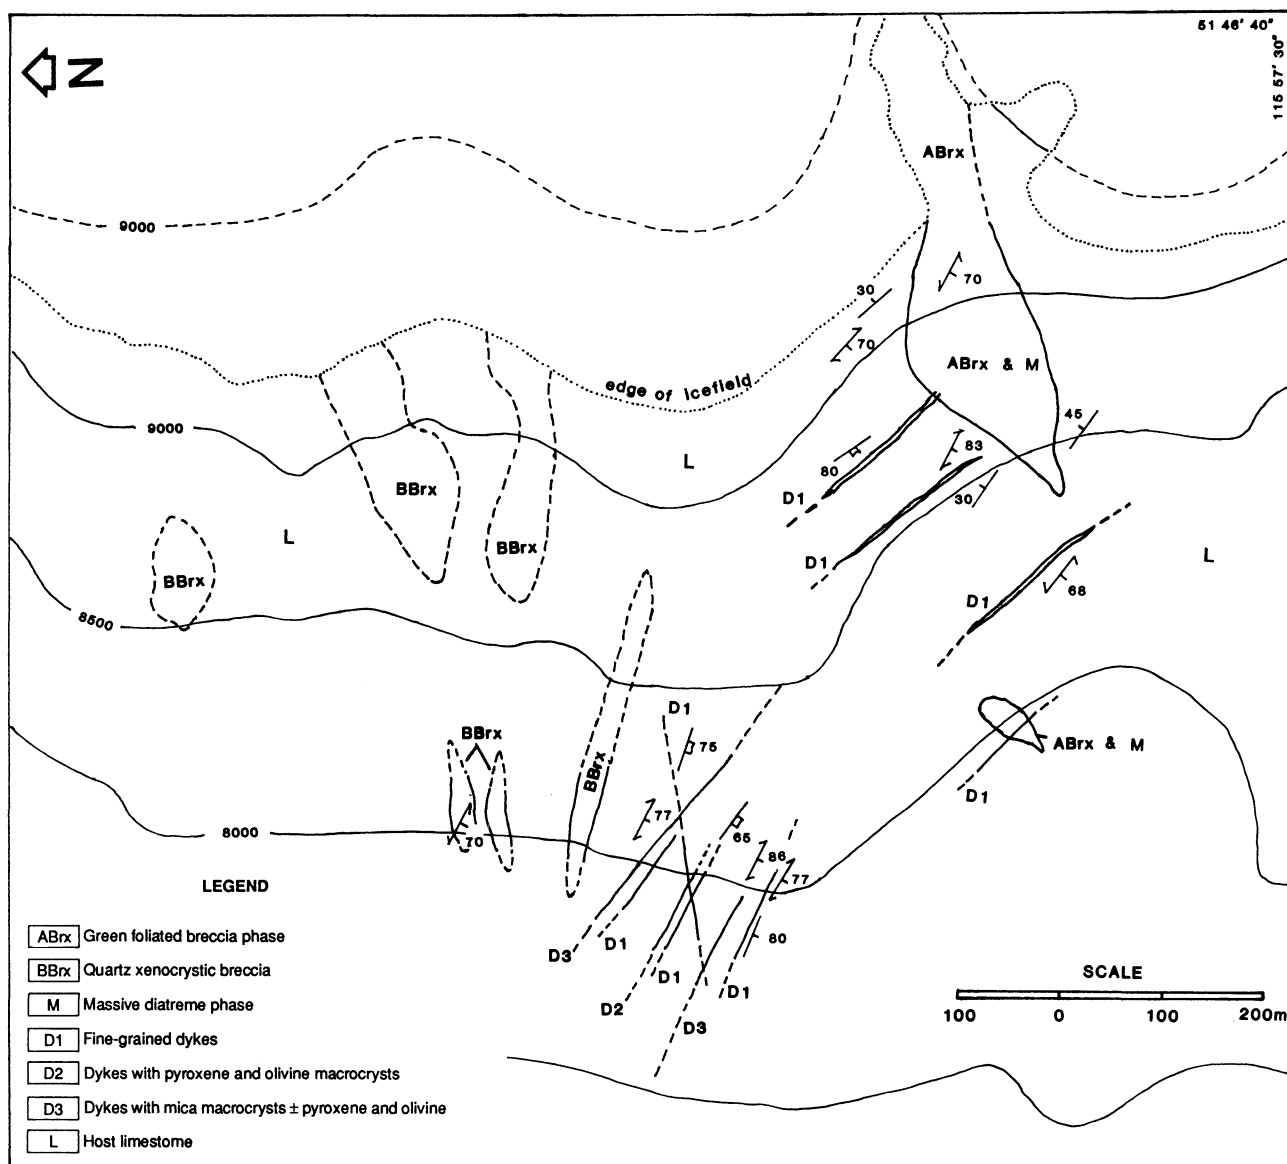 51 46' 40"
115 57' 30"
N
ABrx
9000
70
30
70
ABrx & M
edge of Icefield
45
9000
83
L
80
BBrx
D1
30
L
BBrx
L
D1
BBrx
68
D1
8500
D1
BBrx
75
ABrx & M
BBrx
D1
77
65
8000
70
86
77
LEGEND
80
D3
D1
ABrx Green foliated breccia phase
D1
D1
BBrx Quartz xenocrystic breccia
D2
D3
SCALE
M Massive diatreme phase
100 0 100 200m
D1 Fine-grained dykes
D2 Dykes with pyroxene and olivine macrocrysts
D3 Dykes with mica macrocrysts ± pyroxene and olivine
L Host limestome